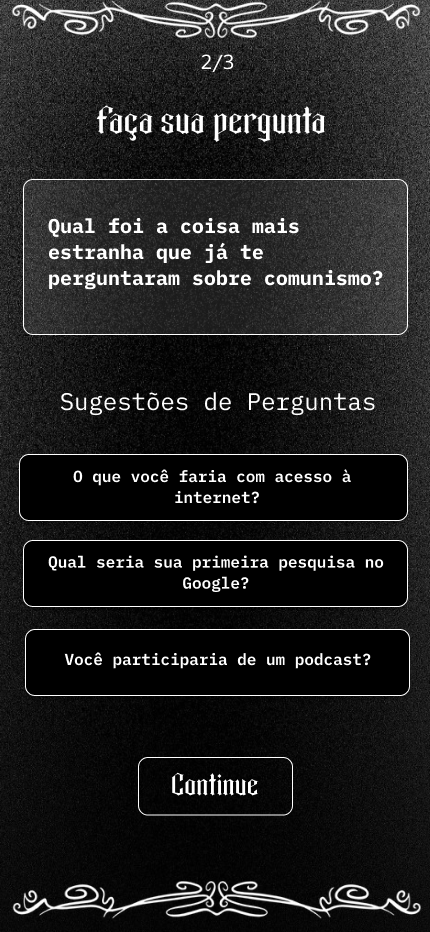 2/3
faça sua pergunta
Qual foi a coisa mais
estranha que já te
perguntaram sobre comunismo?
Sugestões de Perguntas
O que você faria com acesso à
internet?
Qual seria sua primeira pesquisa no
Google?
Você participaria de um podcast?
Continue